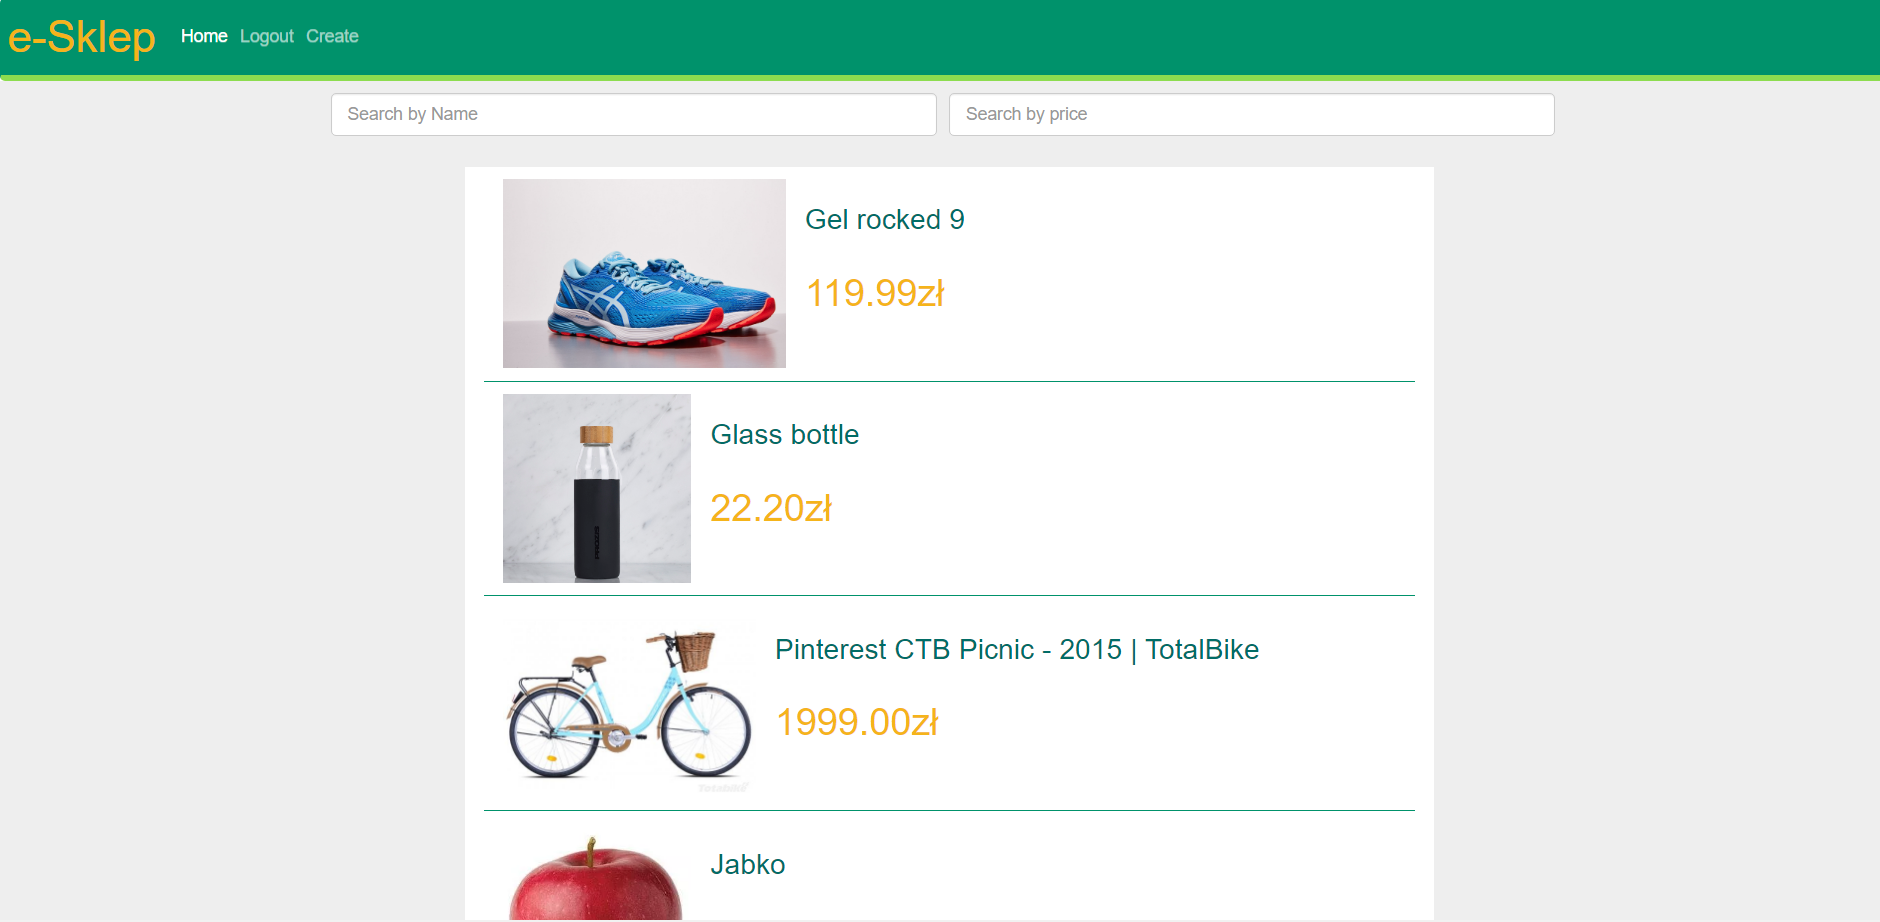 e-Sklep
Home Logout Create
Search by Name
Search by price
Gel rocked 9
119.99zł
Glass bottle
22.20zł
Pinterest CTB Picnic - 2015 | TotalBike
1999.00zł
Totalbike
Jabko